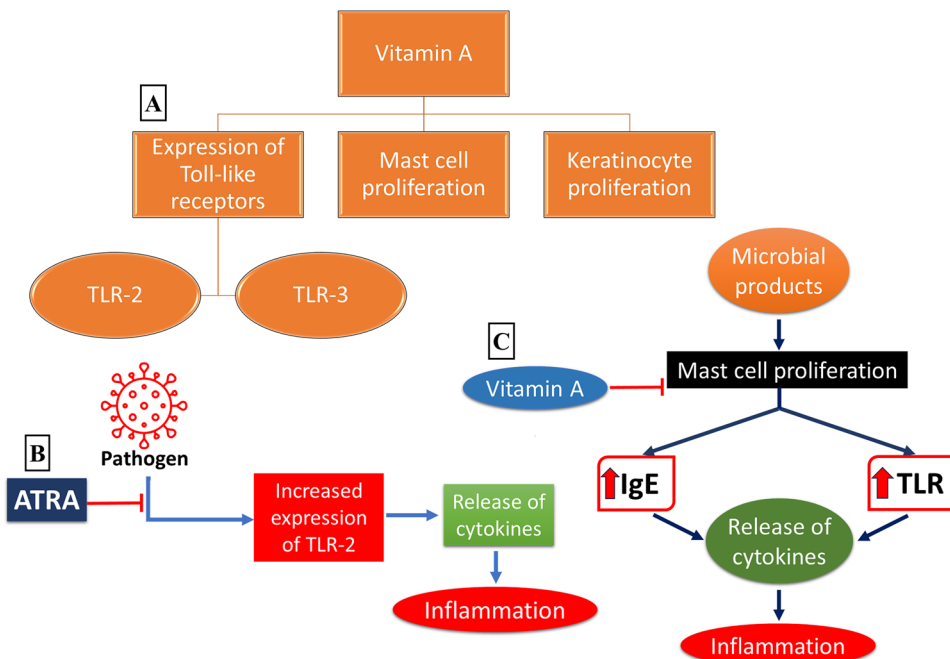 Vitamin A
A
Expression of
Toll-like
receptors
Mast cell
proliferation
Keratinocyte
proliferation
TLR-2
TLR-3
Pathogen
B
ATRA
Increased
expression
of TLR-2
Release of
cytokines
Inflammation
Microbial
products
C
Vitamin A
Mast cell proliferation
IgE
TLR
Release of
cytokines
Inflammation